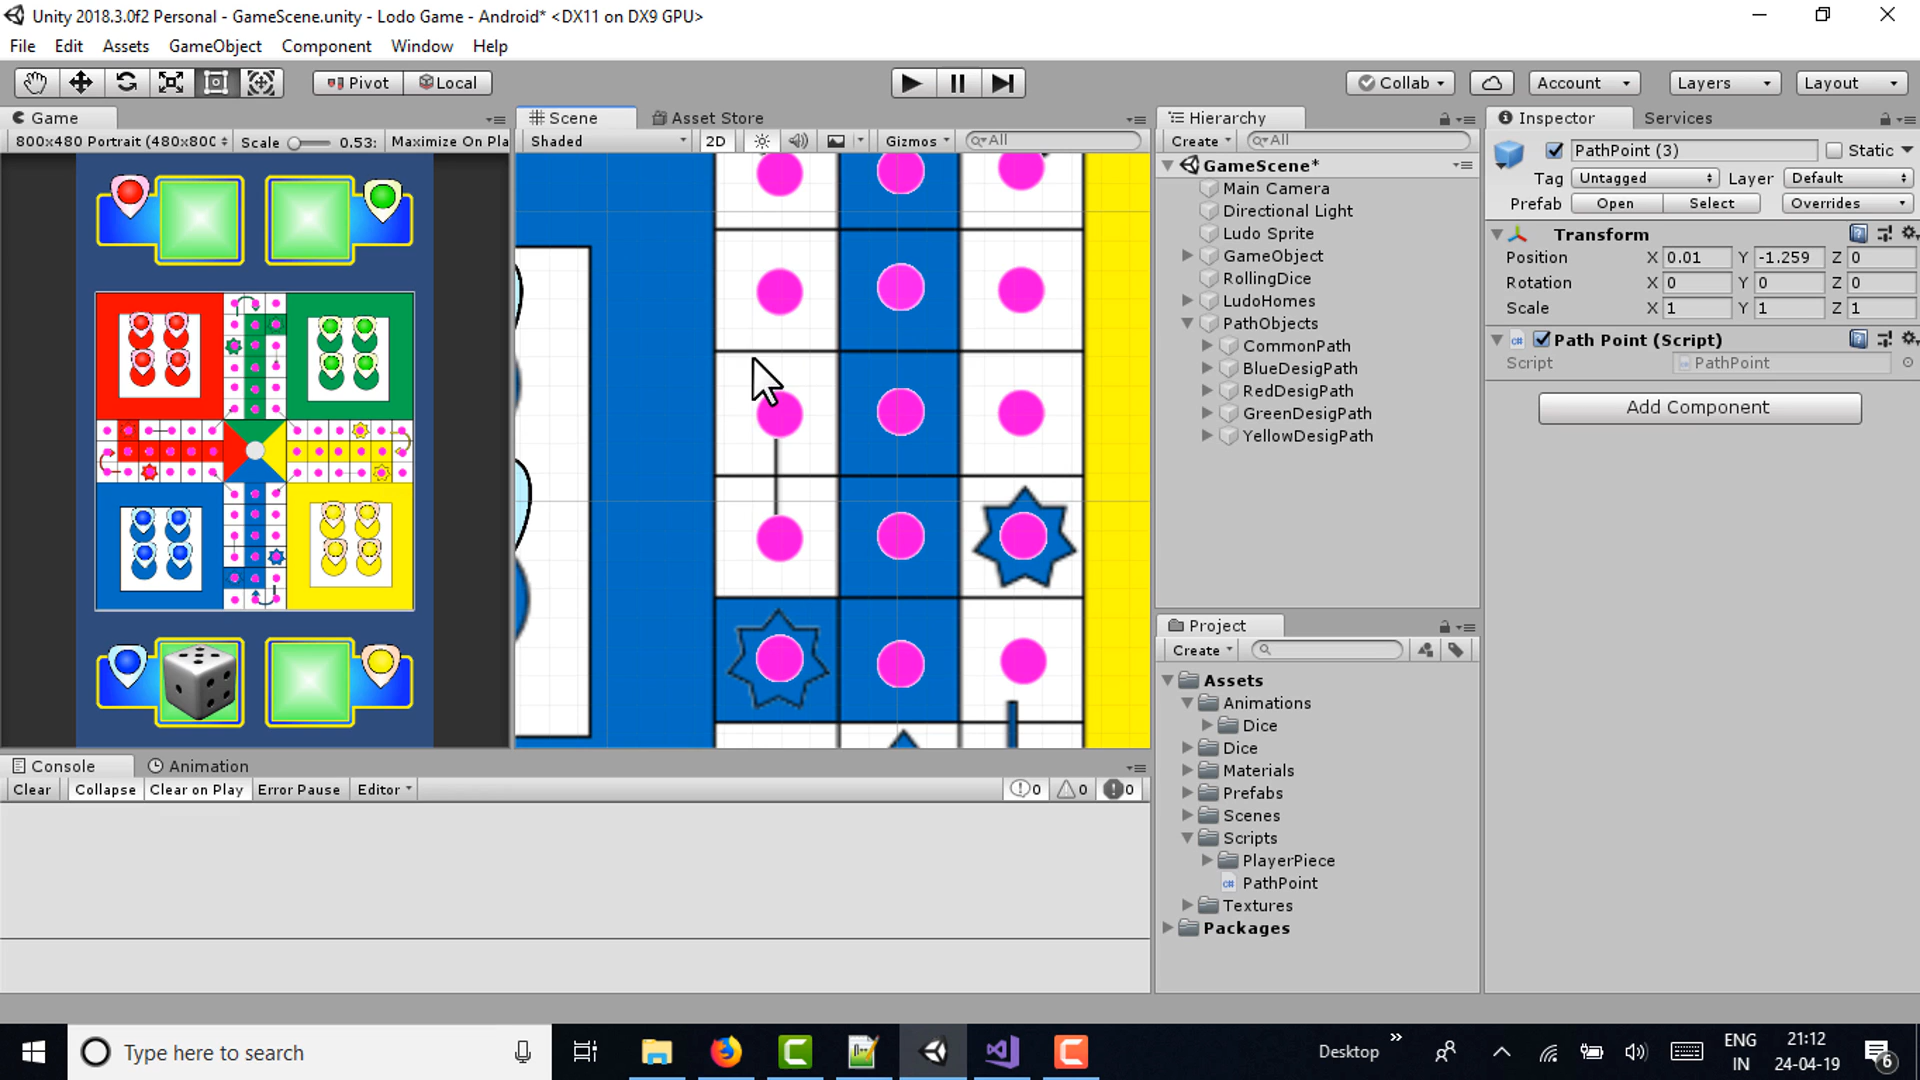 Unity 2018.3.0f2 Personal - GameScene.unity - Lodo Game - Android* <DX11 on DX9 GPU>
File Edit Assets GameObject Component Window Help
Pivot Local Collab Account Layers Layout
Game Scene Asset Store Hierarchy Inspector Services
800x480 Portrait (480x800 Scale 0.53: Maximize On Pla Shaded 2D Gizmos All Create All
GameScene*
Main Camera
Directional Light
Ludo Sprite
GameObject
RollingDice
LudoHomes
PathObjects
CommonPath
BlueDesigPath
RedDesigPath
GreenDesigPath
YellowDesigPath
PathPoint (3) Static
Tag Untagged Layer Default
Prefab Open Select Overrides
Transform
Position X 0.01 Y -1.259 Z 0
Rotation X 0 Y 0 Z 0
Scale X 1 Y 1 Z 1
Path Point (Script)
Script PathPoint
Add Component
Project
Create
Assets
Animations
Dice
Dice
Materials
Prefabs
Scenes
Scripts
PlayerPiece
PathPoint
Textures
Packages
Console Animation
Clear Collapse Clear on Play Error Pause Editor 0 0 0
Type here to search
Desktop
ENG
IN
21:12
24-04-19
6